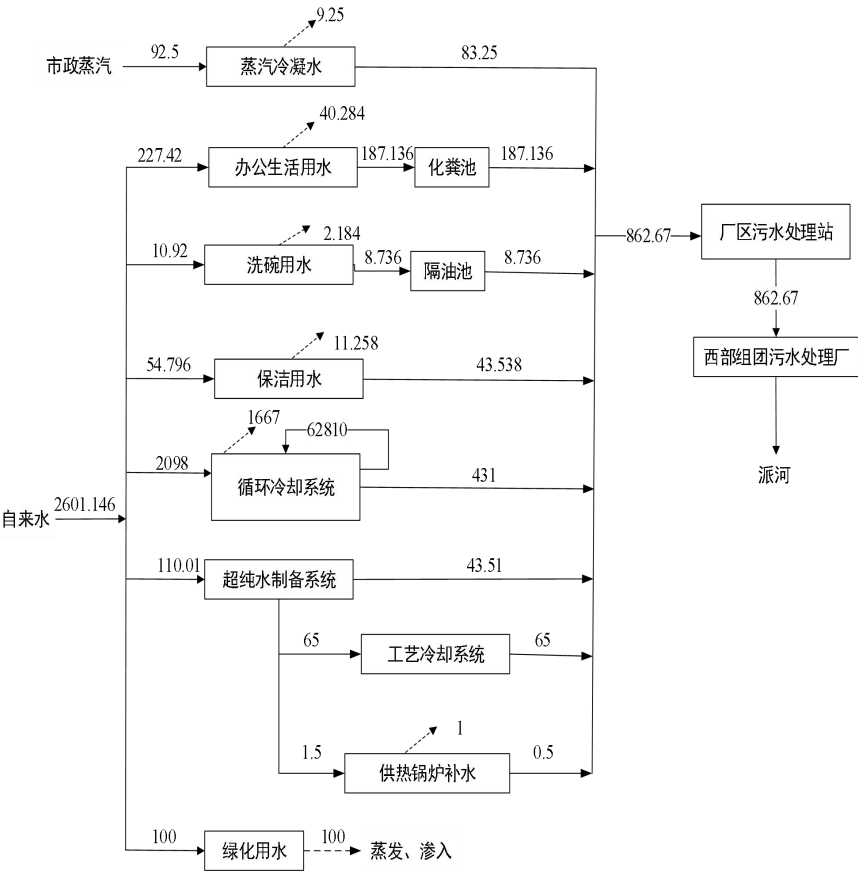 9.25
市政蒸汽 92.5 蒸汽冷凝水 83.25
40.284
227.42 办公生活用水 187.136 化粪池 187.136
862.67 厂区污水处理站
2.184
10.92 洗碗用水 8.736 隔油池 8.736
862.67
西部组团污水处理厂
11.258
54.796 保洁用水 43.538
1667
62810
2098 循环冷却系统 431
派河
自来水 2601.146
110.01 超纯水制备系统 43.51
65 工艺冷却系统 65
1
1.5 供热锅炉补水 0.5
100 绿化用水 100 蒸发、渗入